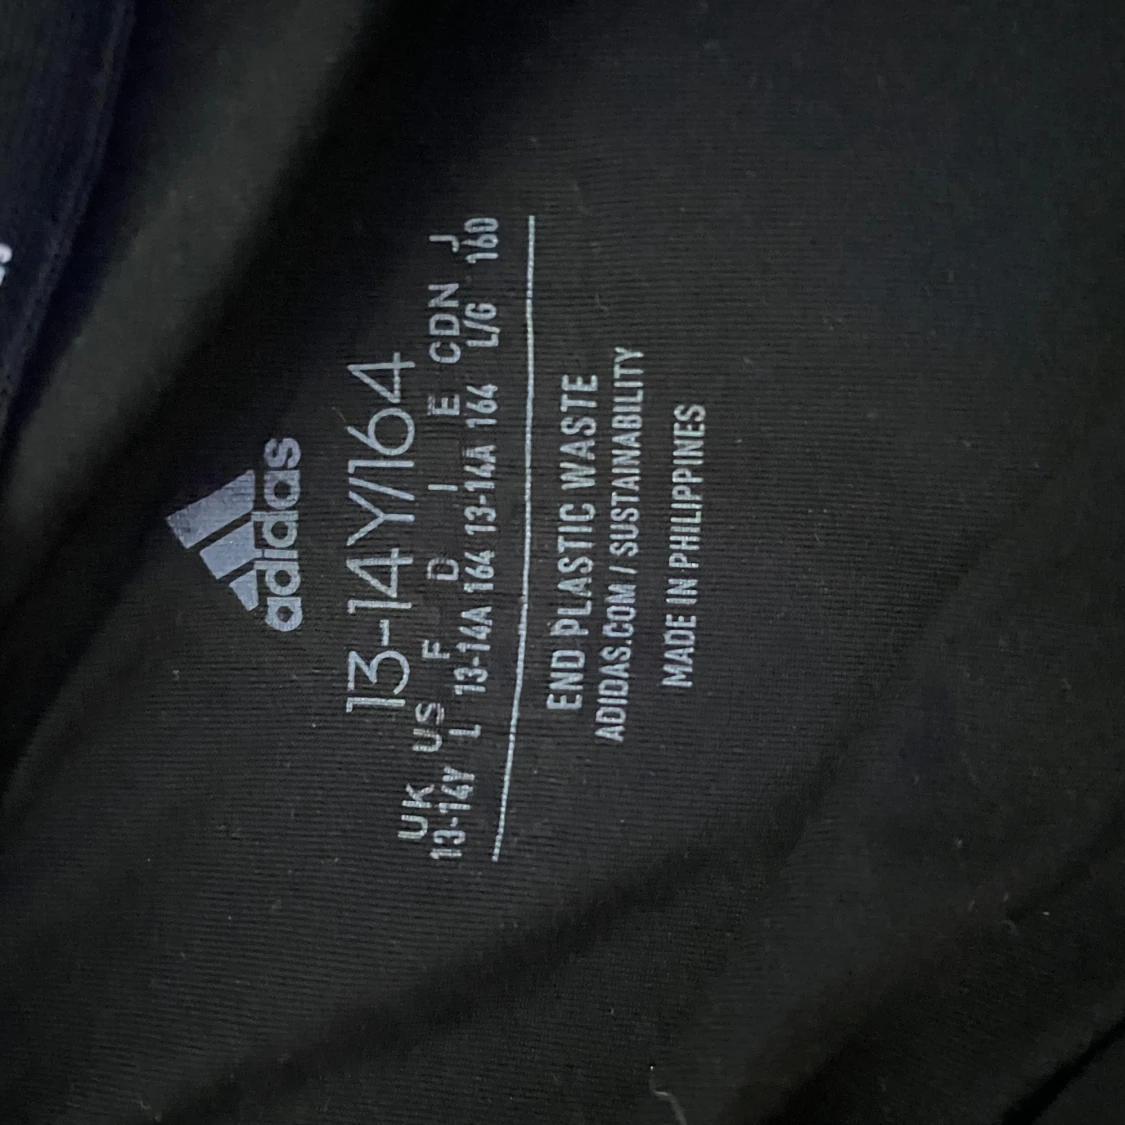 adidas
13-14Y/164
UK US F D I E CDN J
13-14Y L 13-14A 164 13-14A 164 L/G 160
END PLASTIC WASTE
ADIDAS.COM / SUSTAINABILITY
MADE IN PHILIPPINES